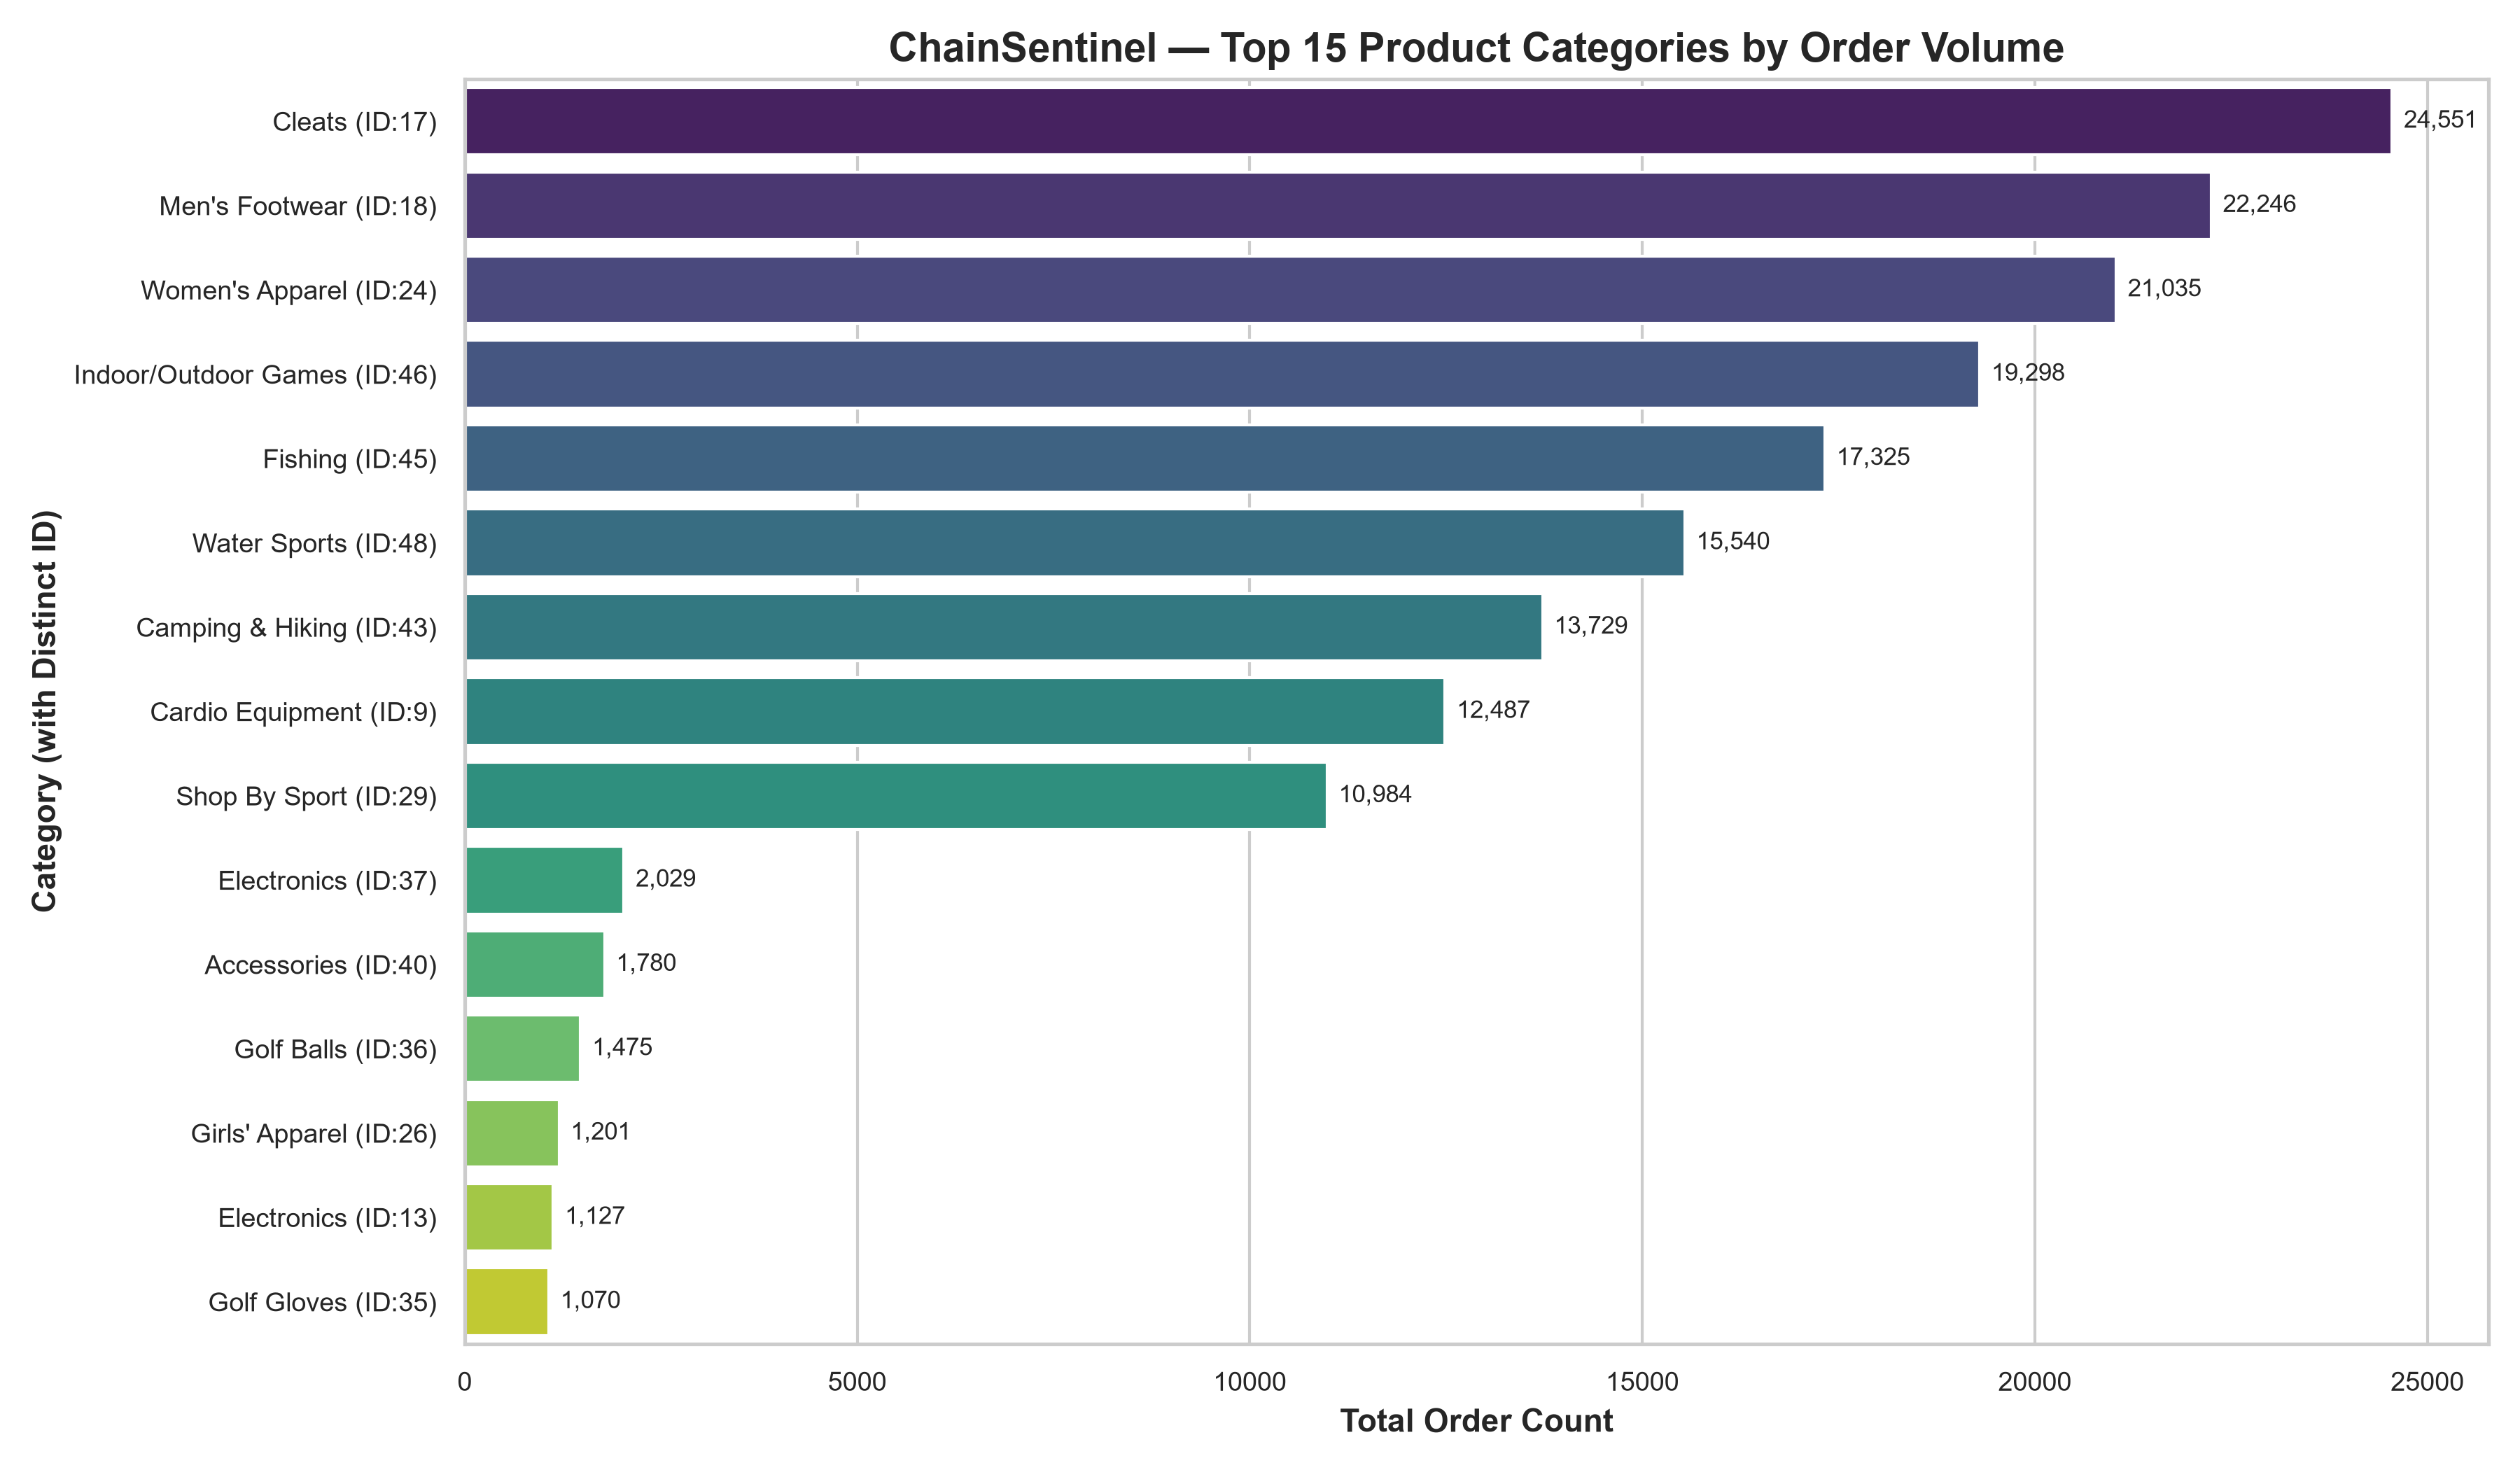 ChainSentinel — Top 15 Product Categories by Order Volume
Category (with Distinct ID)
Cleats (ID:17) 24,551
Men's Footwear (ID:18) 22,246
Women's Apparel (ID:24) 21,035
Indoor/Outdoor Games (ID:46) 19,298
Fishing (ID:45) 17,325
Water Sports (ID:48) 15,540
Camping & Hiking (ID:43) 13,729
Cardio Equipment (ID:9) 12,487
Shop By Sport (ID:29) 10,984
Electronics (ID:37) 2,029
Accessories (ID:40) 1,780
Golf Balls (ID:36) 1,475
Girls' Apparel (ID:26) 1,201
Electronics (ID:13) 1,127
Golf Gloves (ID:35) 1,070
0 5000 10000 15000 20000 25000
Total Order Count